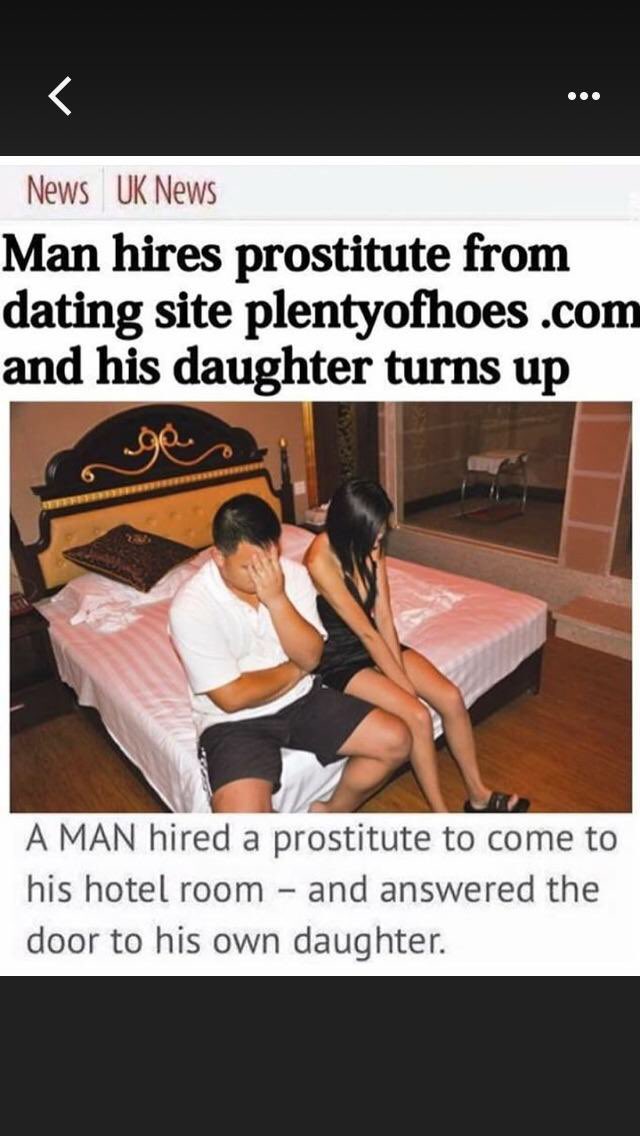 News UK News
Man hires prostitute from
dating site plentyofhoes .com
and his daughter turns up
A MAN hired a prostitute to come to
his hotel room – and answered the
door to his own daughter.